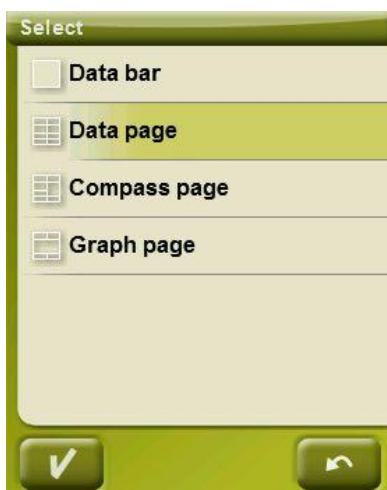 Select
Data bar
Data page
Compass page
Graph page